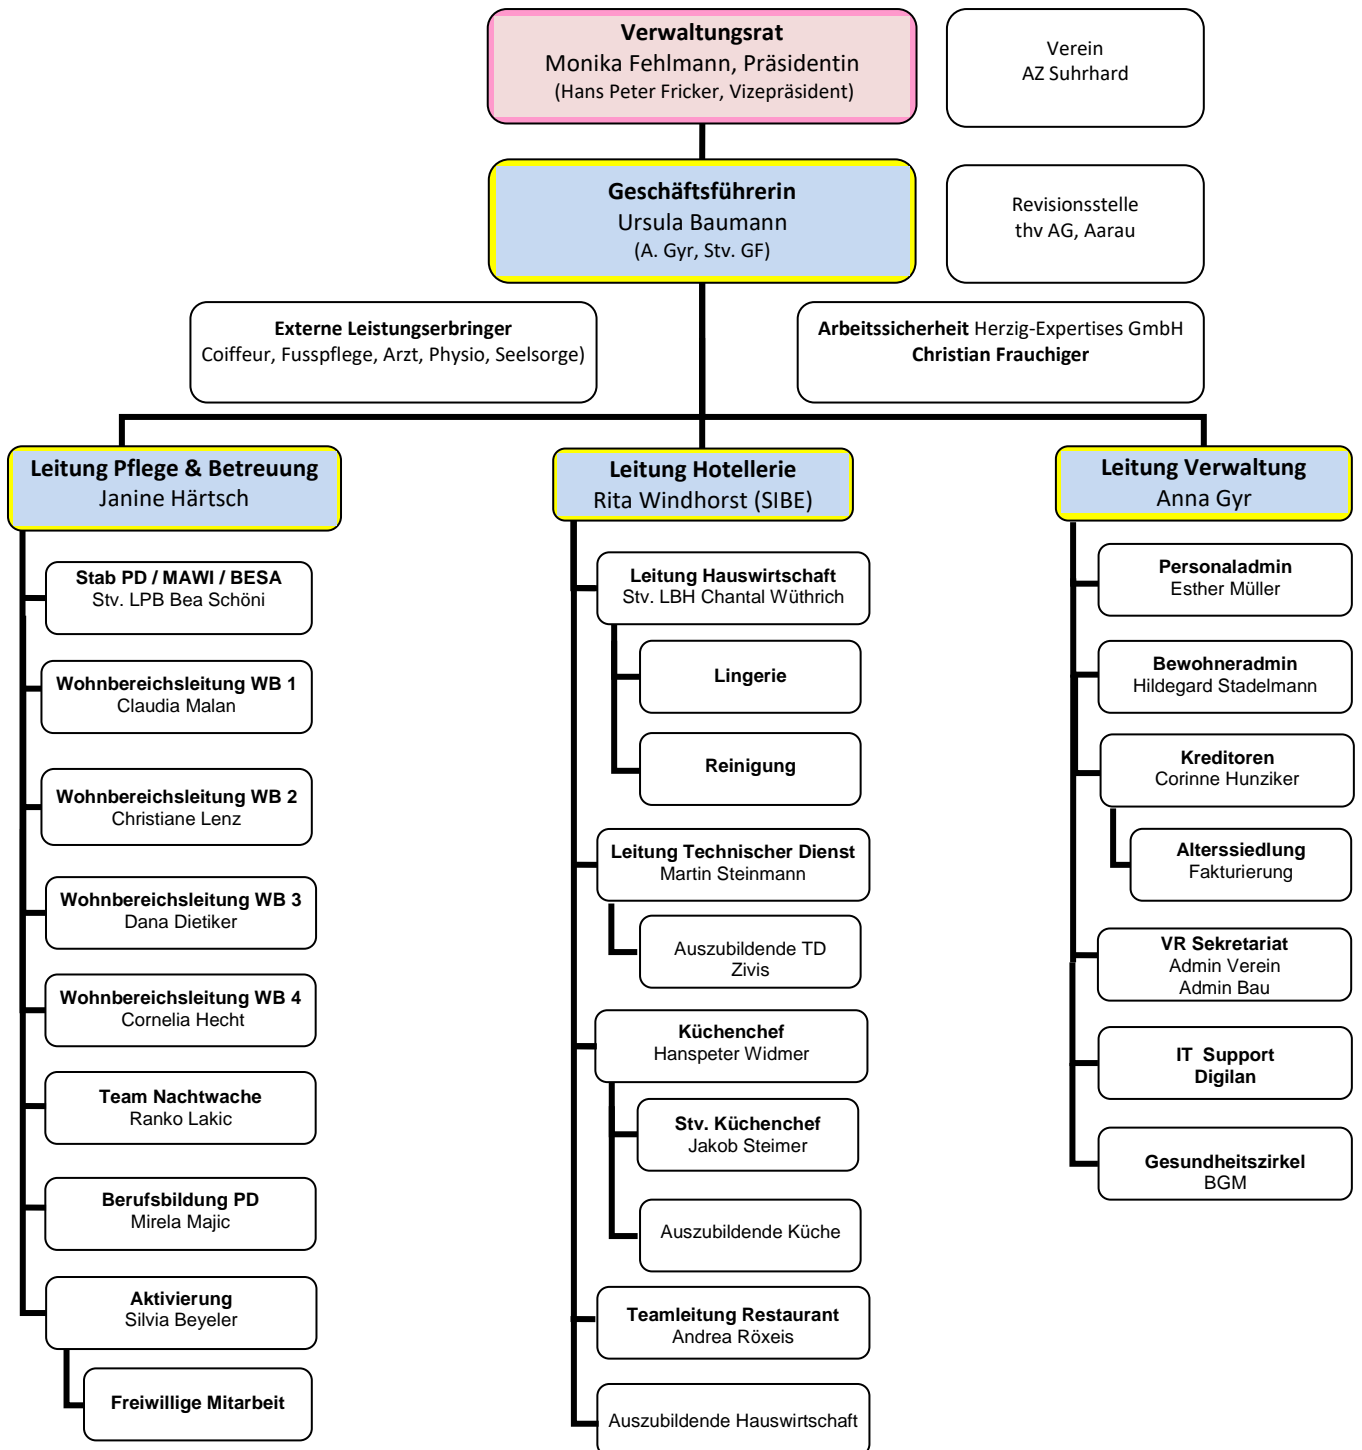 Verwaltungsrat
Monika Fehlmann, Präsidentin
(Hans Peter Fricker, Vizepräsident)
Verein
AZ Suhrhard
Geschäftsführerin
Ursula Baumann
(A. Gyr, Stv. GF)
Revisionsstelle
thv AG, Aarau
Externe Leistungserbringer
Coiffeur, Fusspflege, Arzt, Physio, Seelsorge)
Arbeitssicherheit Herzig-Expertises GmbH
Christian Frauchiger
Leitung Pflege & Betreuung
Janine Härtsch
Stab PD / MAWI / BESA
Stv. LPB Bea Schöni
Wohnbereichsleitung WB 1
Claudia Malan
Wohnbereichsleitung WB 2
Christiane Lenz
Wohnbereichsleitung WB 3
Dana Dietiker
Wohnbereichsleitung WB 4
Cornelia Hecht
Team Nachtwache
Ranko Lakic
Berufsbildung PD
Mirela Majic
Aktivierung
Silvia Beyeler
Freiwillige Mitarbeit
Leitung Hotellerie
Rita Windhorst (SIBE)
Leitung Hauswirtschaft
Stv. LBH Chantal Wüthrich
Lingerie
Reinigung
Leitung Technischer Dienst
Martin Steinmann
Auszubildende TD
Zivis
Küchenchef
Hanspeter Widmer
Stv. Küchenchef
Jakob Steimer
Auszubildende Küche
Teamleitung Restaurant
Andrea Röxeis
Auszubildende Hauswirtschaft
Leitung Verwaltung
Anna Gyr
Personaladmin
Esther Müller
Bewohneradmin
Hildegard Stadelmann
Kreditoren
Corinne Hunziker
Alterssiedlung
Fakturierung
VR Sekretariat
Admin Verein
Admin Bau
IT Support
Digilan
Gesundheitszirkel
BGM